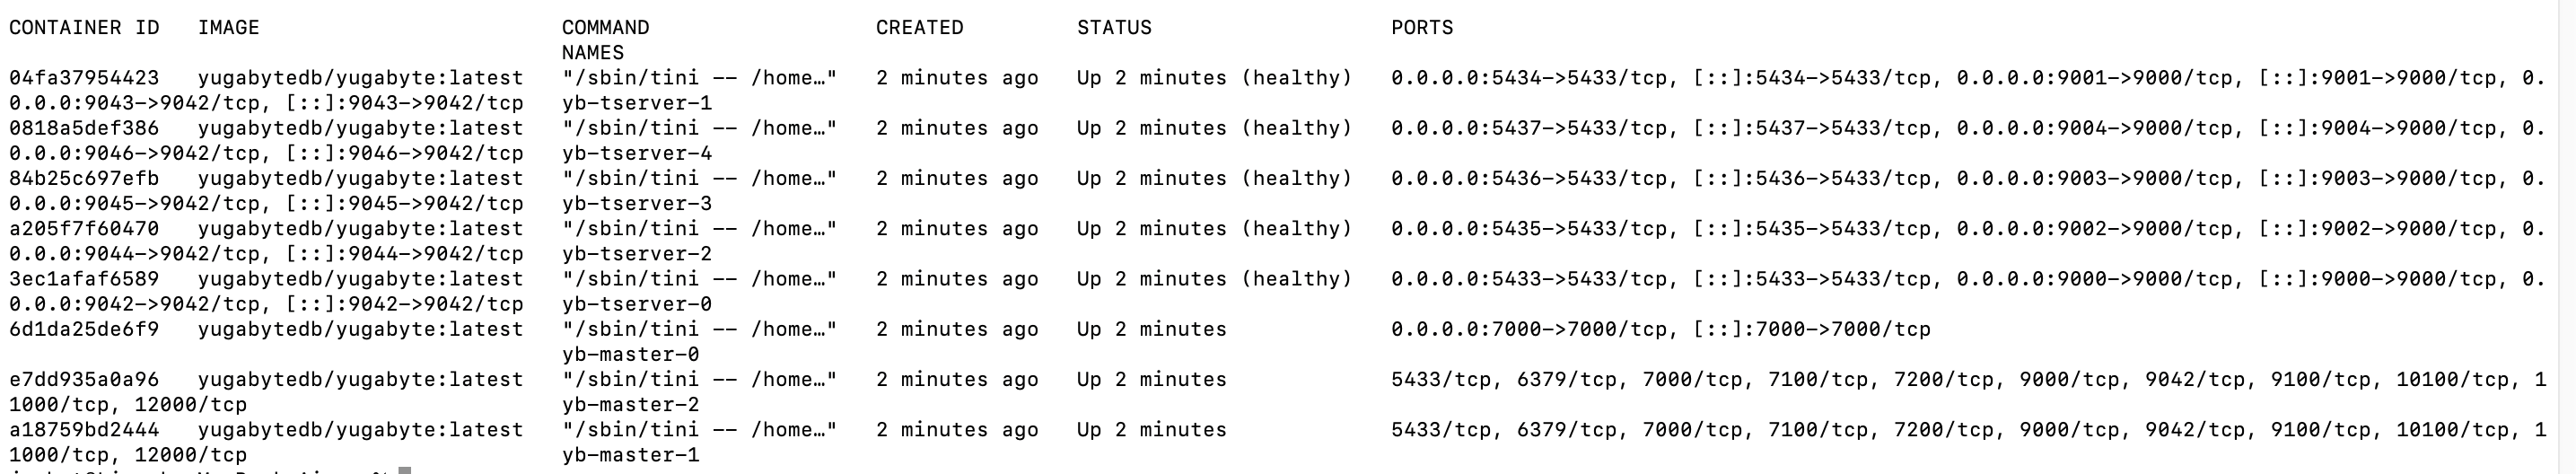 CONTAINER ID   IMAGE                        COMMAND                  CREATED         STATUS                   PORTS
NAMES
04fa37954423   yugabytedb/yugabyte:latest   "/sbin/tini -- /home…"   2 minutes ago   Up 2 minutes (healthy)   0.0.0.0:5434->5433/tcp, [::]:5434->5433/tcp, 0.0.0.0:9001->9000/tcp, [::]:9001->9000/tcp, 0.
0.0.0:9043->9042/tcp, [::]:9043->9042/tcp   yb-tserver-1
0818a5def386   yugabytedb/yugabyte:latest   "/sbin/tini -- /home…"   2 minutes ago   Up 2 minutes (healthy)   0.0.0.0:5437->5433/tcp, [::]:5437->5433/tcp, 0.0.0.0:9004->9000/tcp, [::]:9004->9000/tcp, 0.
0.0.0:9046->9042/tcp, [::]:9046->9042/tcp   yb-tserver-4
84b25c697efb   yugabytedb/yugabyte:latest   "/sbin/tini -- /home…"   2 minutes ago   Up 2 minutes (healthy)   0.0.0.0:5436->5433/tcp, [::]:5436->5433/tcp, 0.0.0.0:9003->9000/tcp, [::]:9003->9000/tcp, 0.
0.0.0:9045->9042/tcp, [::]:9045->9042/tcp   yb-tserver-3
a205f7f60470   yugabytedb/yugabyte:latest   "/sbin/tini -- /home…"   2 minutes ago   Up 2 minutes (healthy)   0.0.0.0:5435->5433/tcp, [::]:5435->5433/tcp, 0.0.0.0:9002->9000/tcp, [::]:9002->9000/tcp, 0.
0.0.0:9044->9042/tcp, [::]:9044->9042/tcp   yb-tserver-2
3ec1afaf6589   yugabytedb/yugabyte:latest   "/sbin/tini -- /home…"   2 minutes ago   Up 2 minutes (healthy)   0.0.0.0:5433->5433/tcp, [::]:5433->5433/tcp, 0.0.0.0:9000->9000/tcp, [::]:9000->9000/tcp, 0.
0.0.0:9042->9042/tcp, [::]:9042->9042/tcp   yb-tserver-0
6d1da25de6f9   yugabytedb/yugabyte:latest   "/sbin/tini -- /home…"   2 minutes ago   Up 2 minutes             0.0.0.0:7000->7000/tcp, [::]:7000->7000/tcp
yb-master-0
e7dd935a0a96   yugabytedb/yugabyte:latest   "/sbin/tini -- /home…"   2 minutes ago   Up 2 minutes             5433/tcp, 6379/tcp, 7000/tcp, 7100/tcp, 7200/tcp, 9000/tcp, 9042/tcp, 9100/tcp, 10100/tcp, 1
1000/tcp, 12000/tcp                         yb-master-2
a18759bd2444   yugabytedb/yugabyte:latest   "/sbin/tini -- /home…"   2 minutes ago   Up 2 minutes             5433/tcp, 6379/tcp, 7000/tcp, 7100/tcp, 7200/tcp, 9000/tcp, 9042/tcp, 9100/tcp, 10100/tcp, 1
1000/tcp, 12000/tcp                         yb-master-1